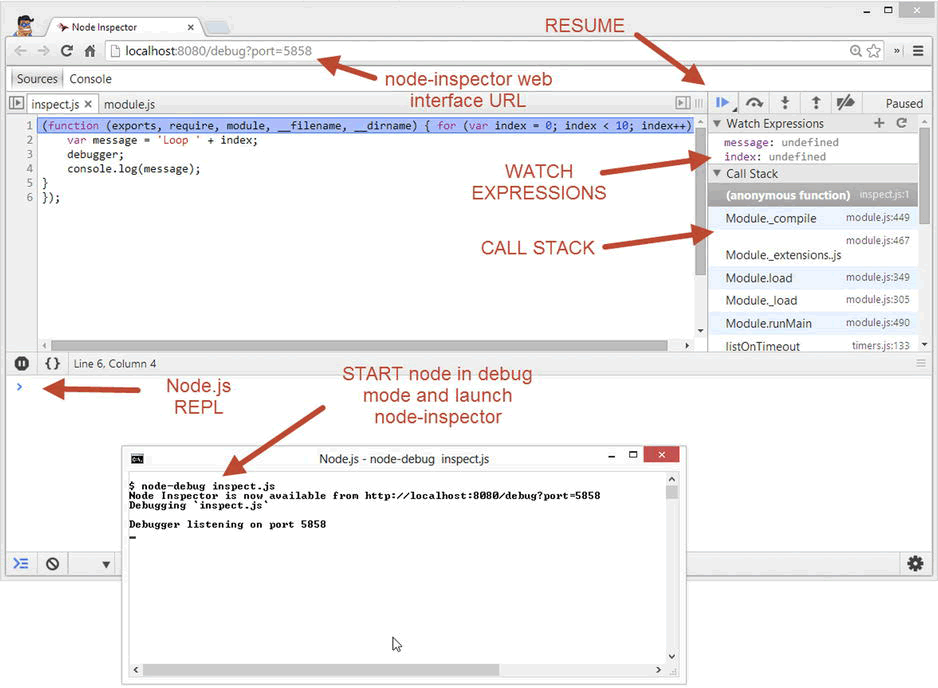 Node Inspector
RESUME
localhost:8080/debug?port=5858
Sources Console
node-inspector web
interface URL
inspect.js module.js
Paused
1 (function (exports, require, module, __filename, __dirname) { for (var index = 0; index < 10; index++)
2 var message = 'Loop ' + index;
3 debugger;
4 console.log(message);
5 }
6 });
Watch Expressions
message: undefined
index: undefined
WATCH
EXPRESSIONS
Call Stack
(anonymous function) inspect.js:1
Module._compile module.js:449
CALL STACK
module.js:467
Module._extensions.js
Module.load module.js:349
Module._load module.js:305
Module.runMain module.js:490
listOnTimeout timers.js:133
{ } Line 6, Column 4
>
Node.js
REPL
START node in debug
mode and launch
node-inspector
Node.js - node-debug inspect.js
$ node-debug inspect.js
Node Inspector is now available from http://localhost:8080/debug?port=5858
Debugging `inspect.js`
Debugger listening on port 5858